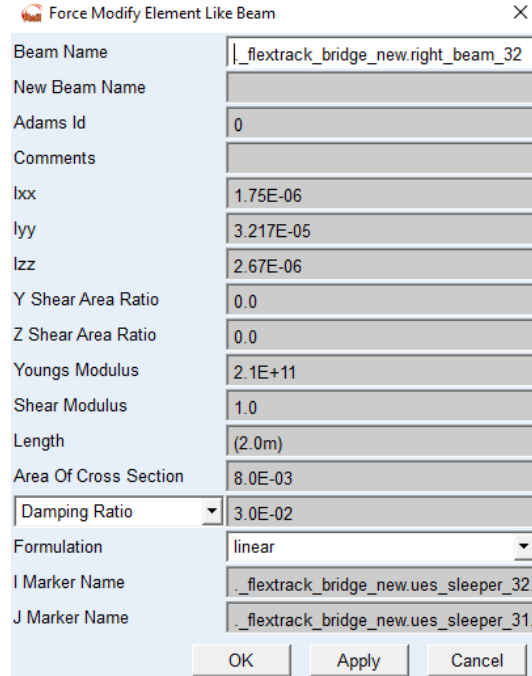 Force Modify Element Like Beam
Beam Name ._flextrack_bridge_new.right_beam_32
New Beam Name
Adams Id 0
Comments
Ixx 1.75E-06
Iyy 3.217E-05
Izz 2.67E-06
Y Shear Area Ratio 0.0
Z Shear Area Ratio 0.0
Youngs Modulus 2.1E+11
Shear Modulus 1.0
Length (2.0m)
Area Of Cross Section 8.0E-03
Damping Ratio 3.0E-02
Formulation linear
I Marker Name ._flextrack_bridge_new.ues_sleeper_32.
J Marker Name ._flextrack_bridge_new.ues_sleeper_31.
OK Apply Cancel